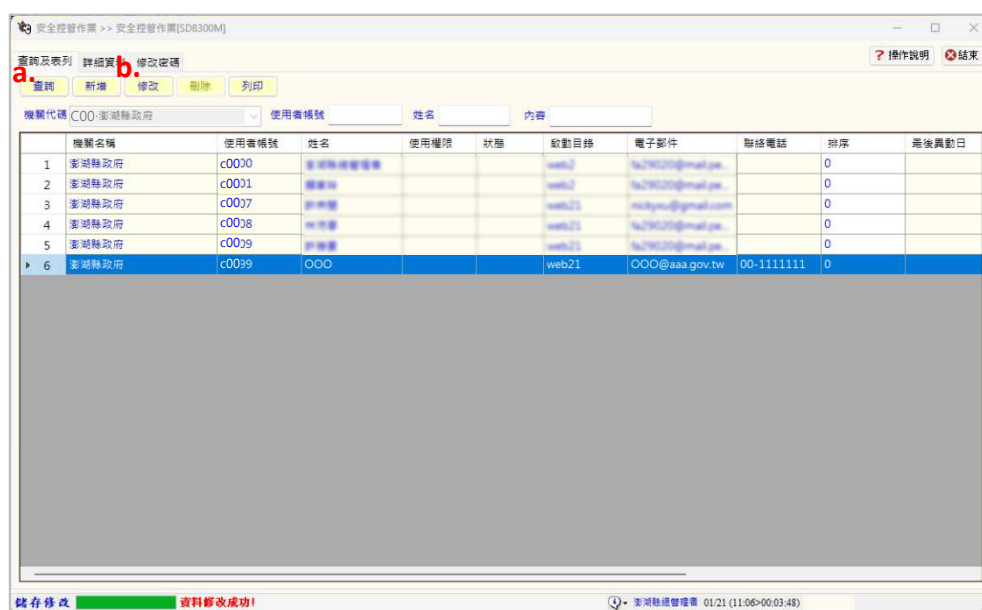 安全控管作業 >> 安全控管作業[SD8300M]
查詢及表列 詳細資料 修改密碼 ? 操作說明 結束
a. b.
查詢 新增 修改 刪除 列印
機關代碼 C00-澎湖縣政府 使用者帳號 姓名 內容
機關名稱 使用者帳號 姓名 使用權限 狀態 啟動目錄 電子郵件 聯絡電話 排序 最後異動日
1 澎湖縣政府 c0000 0
2 澎湖縣政府 c0001 0
3 澎湖縣政府 c0007 0
4 澎湖縣政府 c0008 0
5 澎湖縣政府 c0009 0
6 澎湖縣政府 c0099 OOO web21 OOO@aaa.gov.tw 00-1111111 0
儲存修改 資料修改成功! 澎湖縣總管理者 01/21 (11:06>00:03:48)